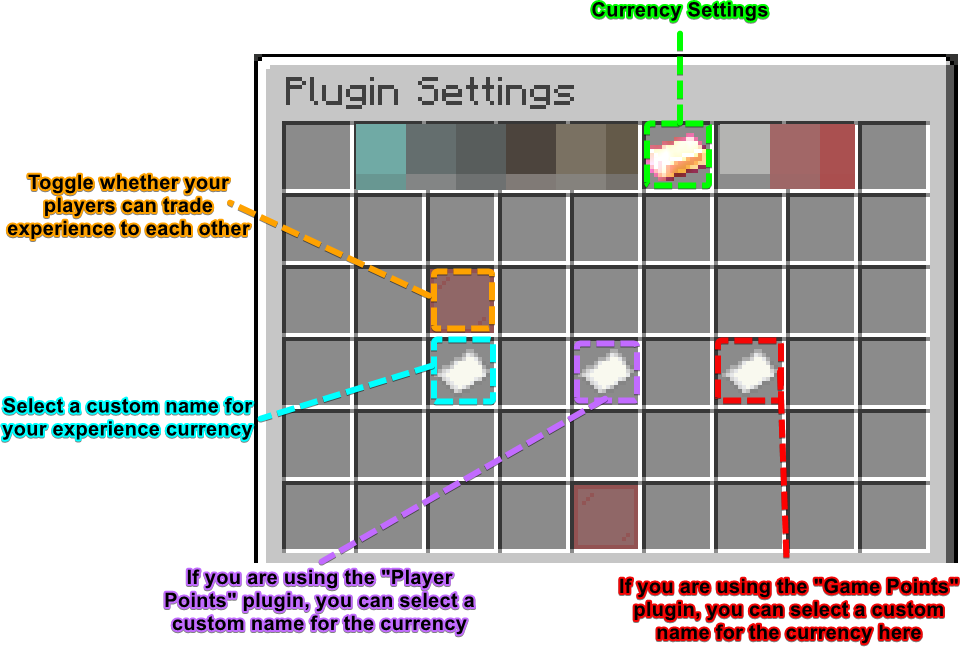 Currency Settings
Plugin Settings
Toggle whether your
players can trade
experience to each other
Select a custom name for
your experience currency
If you are using the "Player
Points" plugin, you can select a
custom name for the currency
If you are using the "Game Points"
plugin, you can select a custom
name for the currency here